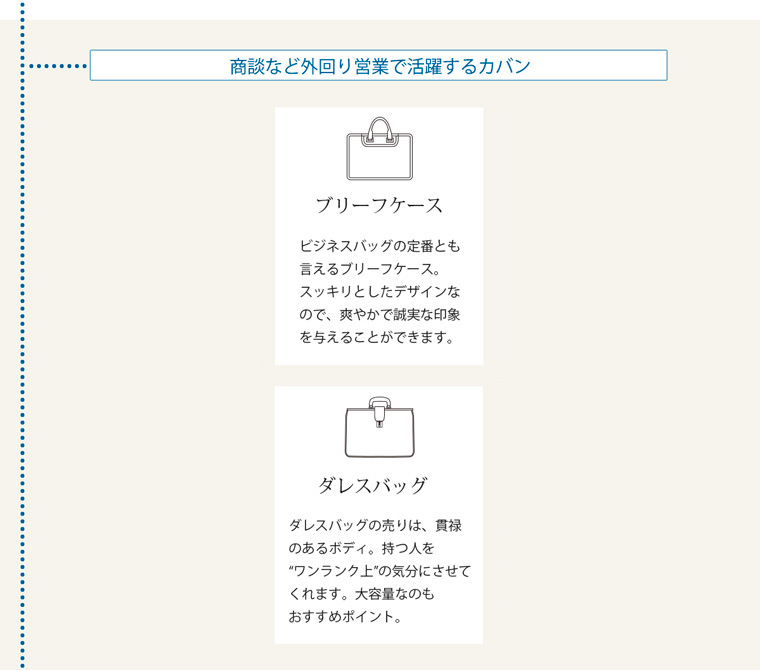 商談など外回り営業で活躍するカバン
ブリーフケース
ビジネスバッグの定番とも
言えるブリーフケース。
スッキリとしたデザインな
ので、爽やかで誠実な印象
を与えることができます。
ダレスバッグ
ダレスバッグの売りは、貫禄
のあるボディ。持つ人を
“ワンランク上”の気分にさせて
くれます。大容量なのも
おすすめポイント。